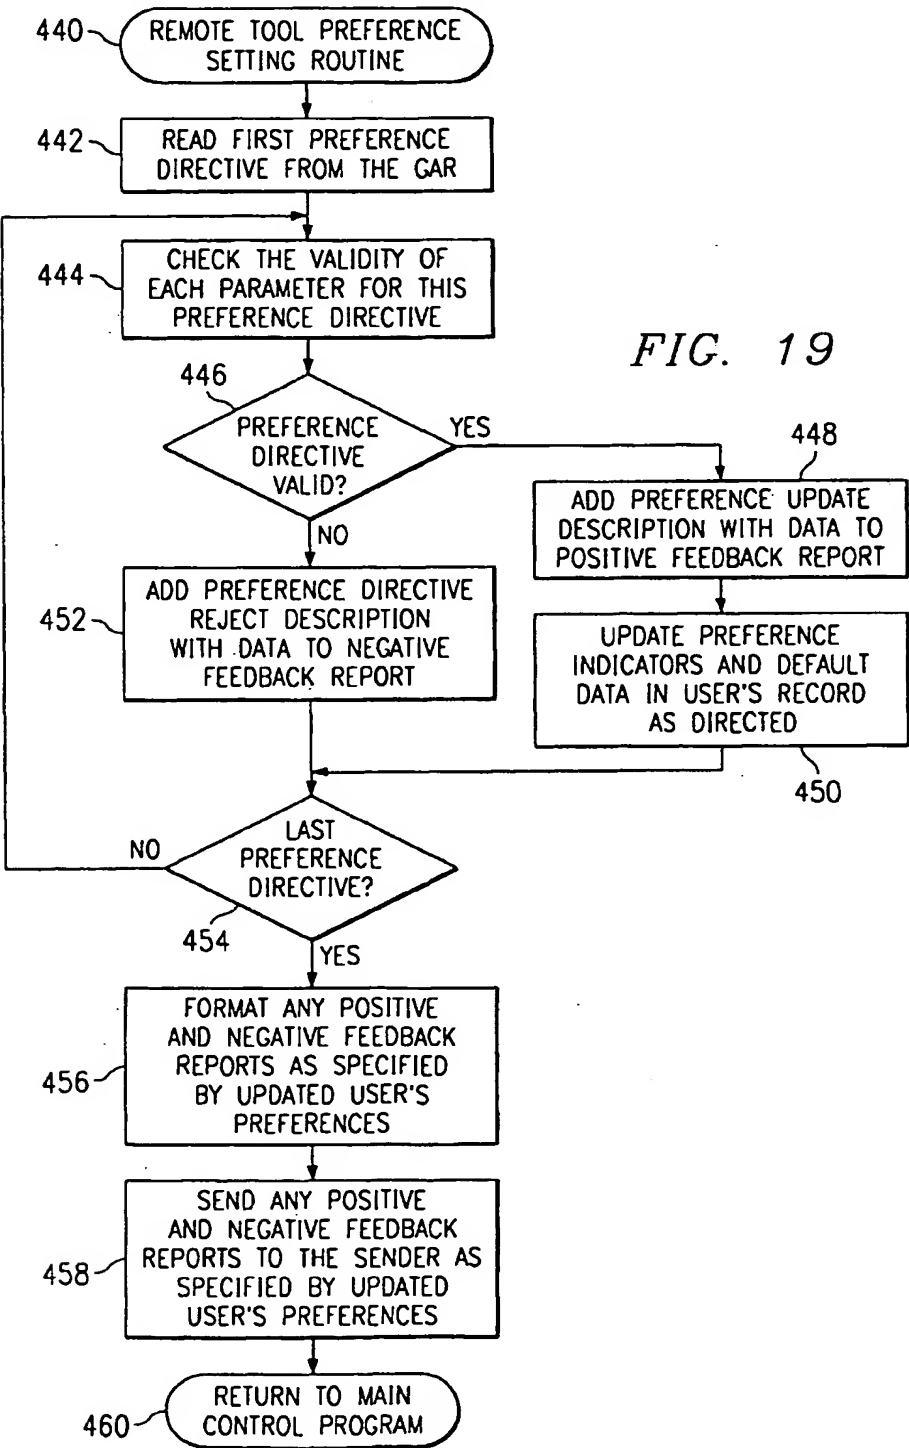 440
REMOTE TOOL PREFERENCE
SETTING ROUTINE
442
READ FIRST PREFERENCE
DIRECTIVE FROM THE GAR
444
CHECK THE VALIDITY OF
EACH PARAMETER FOR THIS
PREFERENCE DIRECTIVE
FIG. 19
446
PREFERENCE
DIRECTIVE
VALID?
YES
NO
448
ADD PREFERENCE UPDATE
DESCRIPTION WITH DATA TO
POSITIVE FEEDBACK REPORT
452
ADD PREFERENCE DIRECTIVE
REJECT DESCRIPTION
WITH DATA TO NEGATIVE
FEEDBACK REPORT
UPDATE PREFERENCE
INDICATORS AND DEFAULT
DATA IN USER'S RECORD
AS DIRECTED
450
LAST
PREFERENCE
DIRECTIVE?
NO
454
YES
456
FORMAT ANY POSITIVE
AND NEGATIVE FEEDBACK
REPORTS AS SPECIFIED
BY UPDATED USER'S
PREFERENCES
458
SEND ANY POSITIVE
AND NEGATIVE FEEDBACK
REPORTS TO THE SENDER AS
SPECIFIED BY UPDATED
USER'S PREFERENCES
460
RETURN TO MAIN
CONTROL PROGRAM